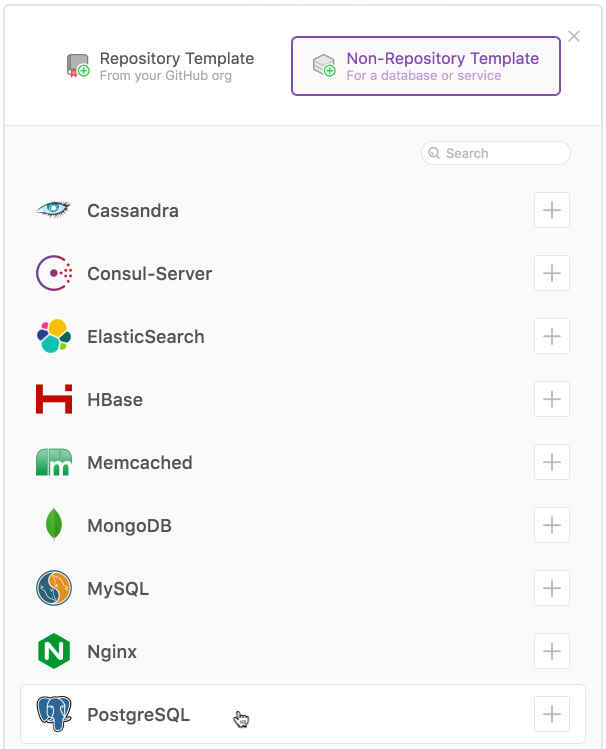 Repository Template
From your GitHub org
Non-Repository Template
For a database or service
Search
Cassandra
Consul-Server
ElasticSearch
HBase
Memcached
MongoDB
MySQL
Nginx
PostgreSQL